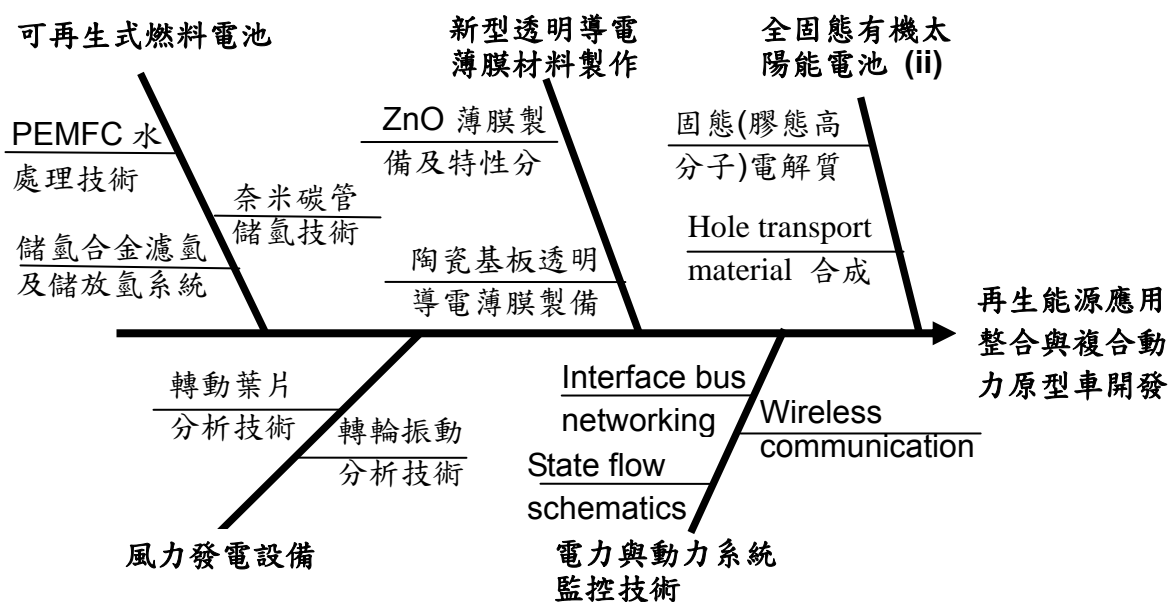 可再生式燃料電池
新型透明導電
薄膜材料製作
全固態有機太
陽能電池 (ii)
PEMFC 水
處理技術
奈米碳管
儲氫技術
儲氫合金濾氫
及儲放氫系統
ZnO 薄膜製
備及特性分
陶瓷基板透明
導電薄膜製備
固態(膠態高
分子)電解質
Hole transport
material 合成
再生能源應用
整合與複合動
力原型車開發
轉動葉片
分析技術
轉輪振動
分析技術
Interface bus
networking
Wireless
communication
State flow
schematics
風力發電設備
電力與動力系統
監控技術